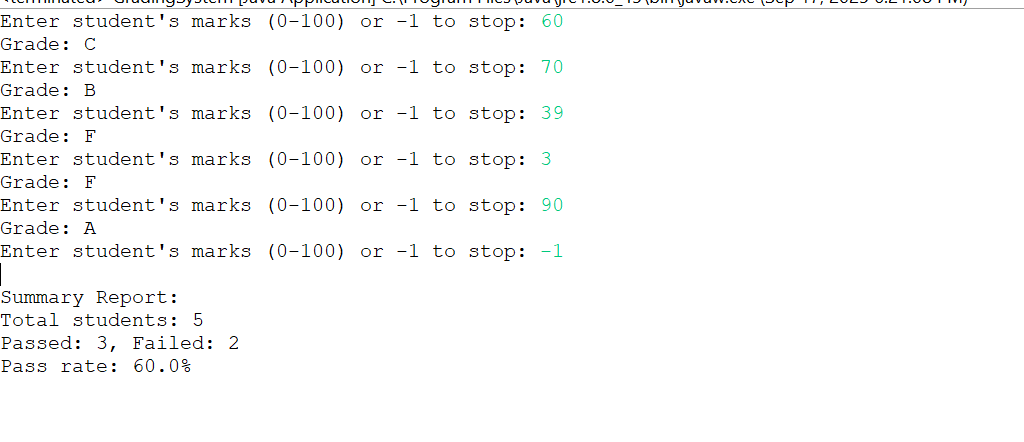 Enter student's marks (0-100) or -1 to stop: 60
Grade: C
Enter student's marks (0-100) or -1 to stop: 70
Grade: B
Enter student's marks (0-100) or -1 to stop: 39
Grade: F
Enter student's marks (0-100) or -1 to stop: 3
Grade: F
Enter student's marks (0-100) or -1 to stop: 90
Grade: A
Enter student's marks (0-100) or -1 to stop: -1
Summary Report:
Total students: 5
Passed: 3, Failed: 2
Pass rate: 60.0%